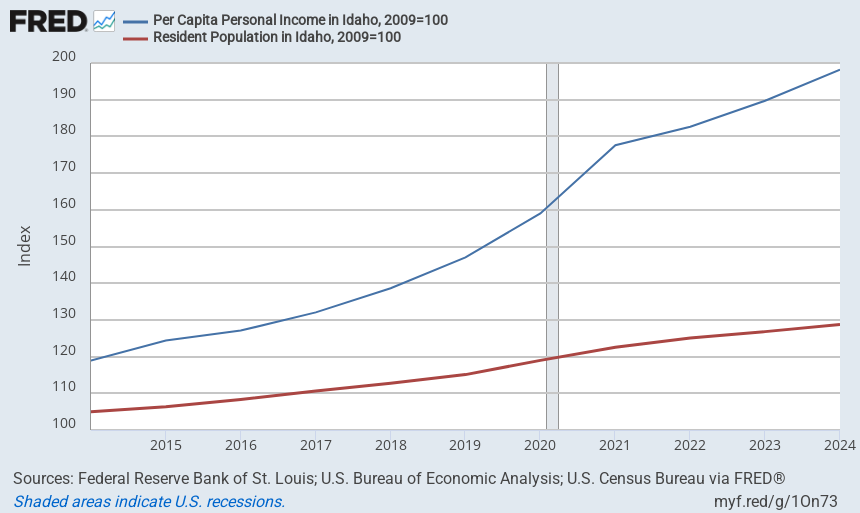 FRED
Per Capita Personal Income in Idaho, 2009=100
Resident Population in Idaho, 2009=100
200
190
180
170
160
150
140
130
120
110
100
Index
2015 2016 2017 2018 2019 2020 2021 2022 2023 2024
Sources: Federal Reserve Bank of St. Louis; U.S. Bureau of Economic Analysis; U.S. Census Bureau via FRED®
Shaded areas indicate U.S. recessions.
myf.red/g/1On73